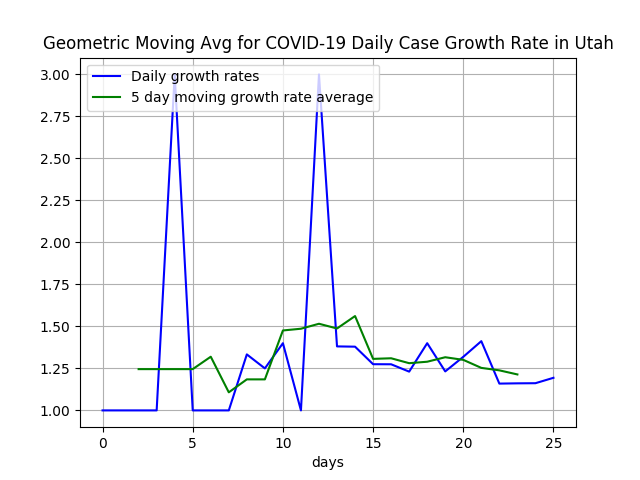 Geometric Moving Avg for COVID-19 Daily Case Growth Rate in Utah
Daily growth rates
5 day moving growth rate average
3.00
2.75
2.50
2.25
2.00
1.75
1.50
1.25
1.00
0 5 10 15 20 25
days